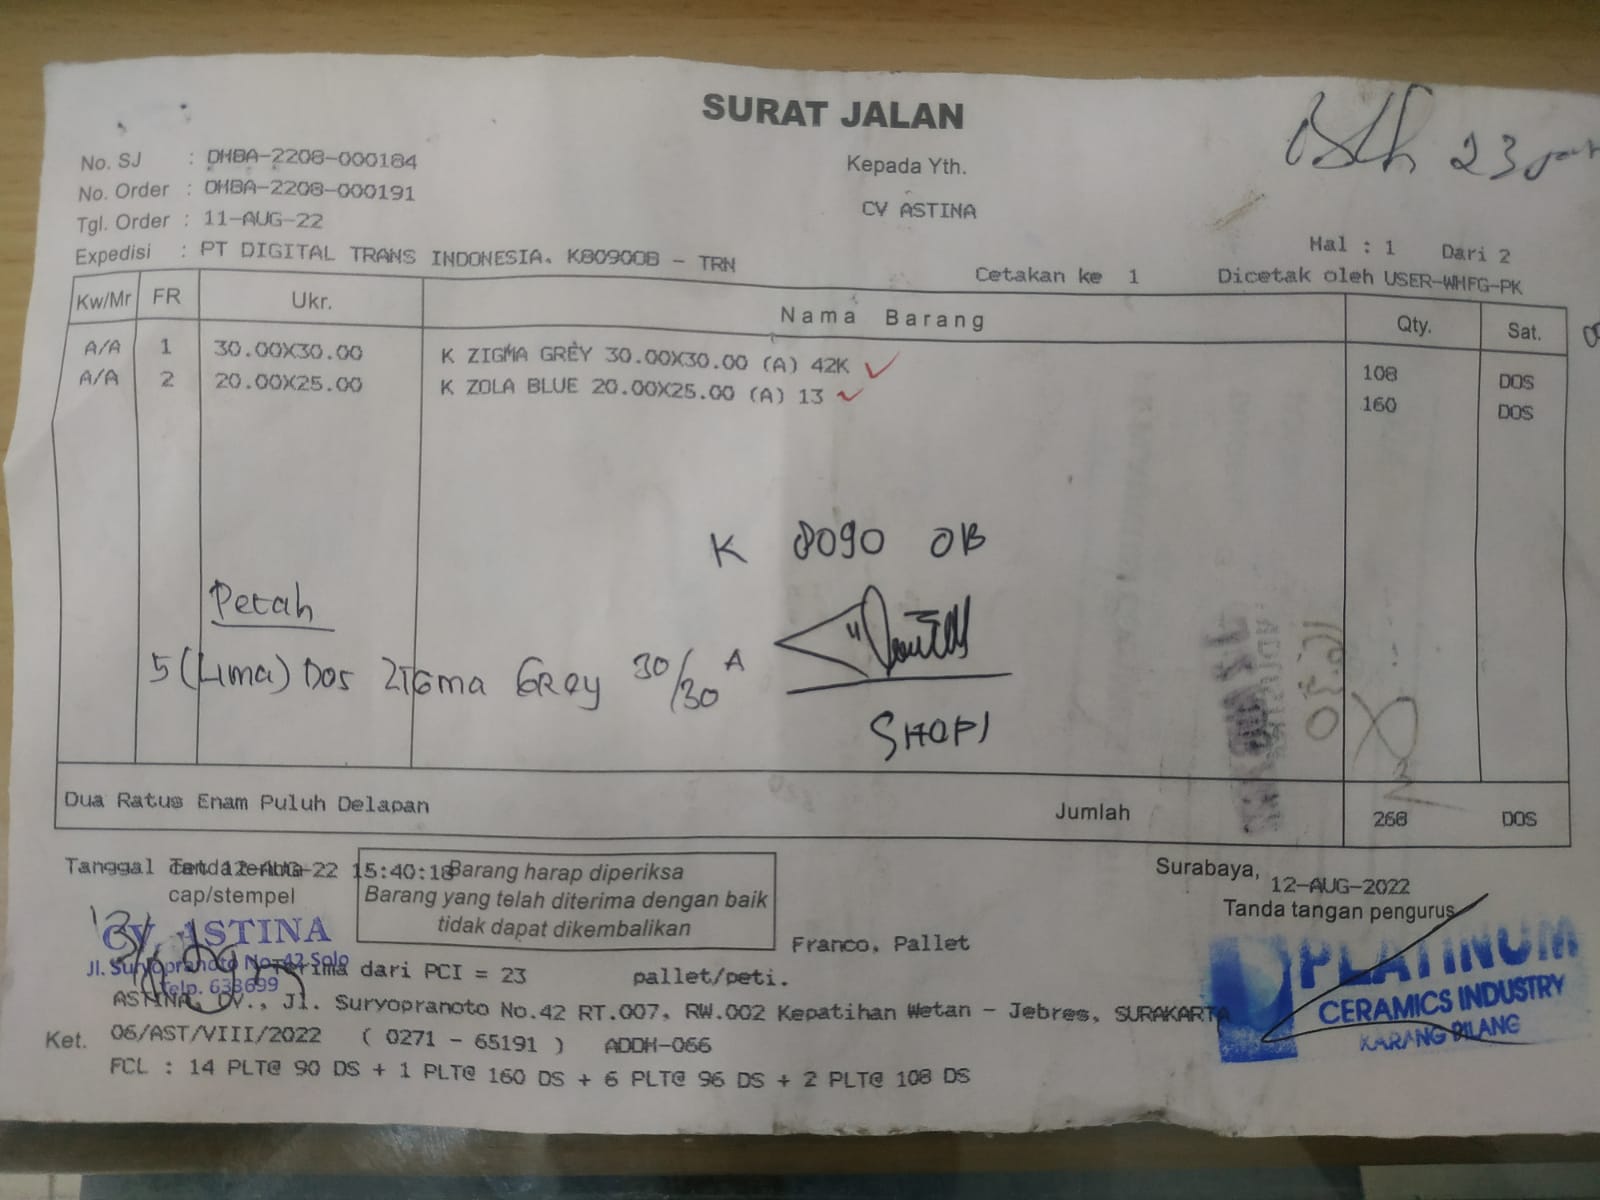 SURAT JALAN
No. SJ : DHBA-2208-000184
No. Order : OHBA-2208-000191
Tgl. Order : 11-AUG-22
Expedisi : PT DIGITAL TRANS INDONESIA. K8090OB - TRN
Kepada Yth.
CV ASTINA
23
Hal : 1 Dari 2
Cetakan ke 1 Dicetak oleh USER-WHFG-PK
Kw/Mr FR Ukr. Nama Barang Qty. Sat.
A/A 1 30.00X30.00 K ZIGMA GREY 30.00X30.00 (A) 42K 108 DOS
A/A 2 20.00X25.00 K ZOLA BLUE 20.00X25.00 (A) 13 160 DOS
K 8090 OB
Pecah
5 (Lima) Dos ZIGma GRey 30/30 A
SHOPI
Dua Ratus Enam Puluh Delapan Jumlah 268 DOS
Tanggal 12-AUG-22 15:40:18
cap/stempel
CV. ASTINA
Jl. Suryopranoto No. 42 Solo
Telp. 633699
Barang harap diperiksa
Barang yang telah diterima dengan baik
tidak dapat dikembalikan
Surabaya, 12-AUG-2022
Tanda tangan pengurus
PLATINUM
CERAMICS INDUSTRY
KARANG PILANG
Franco. Pallet
Terima dari PCI = 23 pallet/peti.
ASTINA, CV., Jl. Suryopranoto No.42 RT.007, RW.002 Kepatihan Wetan - Jebres, SURAKARTA
Ket. 06/AST/VIII/2022 ( 0271 - 65191 ) ADDH-066
FCL : 14 PLT@ 90 DS + 1 PLT@ 160 DS + 6 PLT@ 96 DS + 2 PLT@ 108 DS